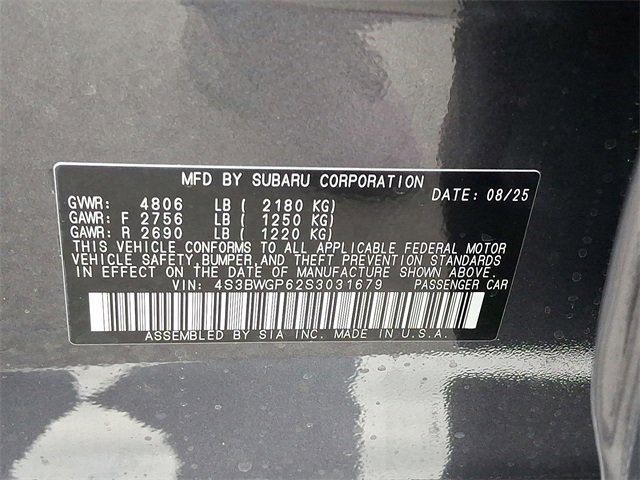 MFD BY SUBARU CORPORATION
DATE: 08/25
GVWR: 4806 LB ( 2180 KG)
GAWR: F 2756 LB ( 1250 KG)
GAWR: R 2690 LB ( 1220 KG)
THIS VEHICLE CONFORMS TO ALL APPLICABLE FEDERAL MOTOR
VEHICLE SAFETY, BUMPER, AND THEFT PREVENTION STANDARDS
IN EFFECT ON THE DATE OF MANUFACTURE SHOWN ABOVE.
VIN: 4S3BWGP62S3031679 PASSENGER CAR
ASSEMBLED BY SIA INC. MADE IN U.S.A.